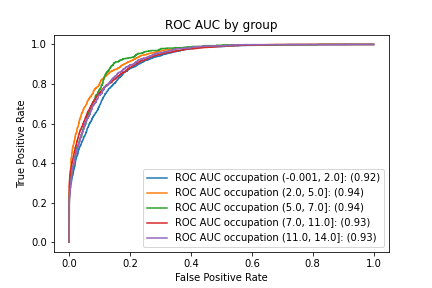 ROC AUC by group
True Positive Rate
1.0
0.8
0.6
0.4
0.2
0.0
ROC AUC occupation (-0.001, 2.0]: (0.92)
ROC AUC occupation (2.0, 5.0]: (0.94)
ROC AUC occupation (5.0, 7.0]: (0.94)
ROC AUC occupation (7.0, 11.0]: (0.93)
ROC AUC occupation (11.0, 14.0]: (0.93)
0.0 0.2 0.4 0.6 0.8 1.0
False Positive Rate